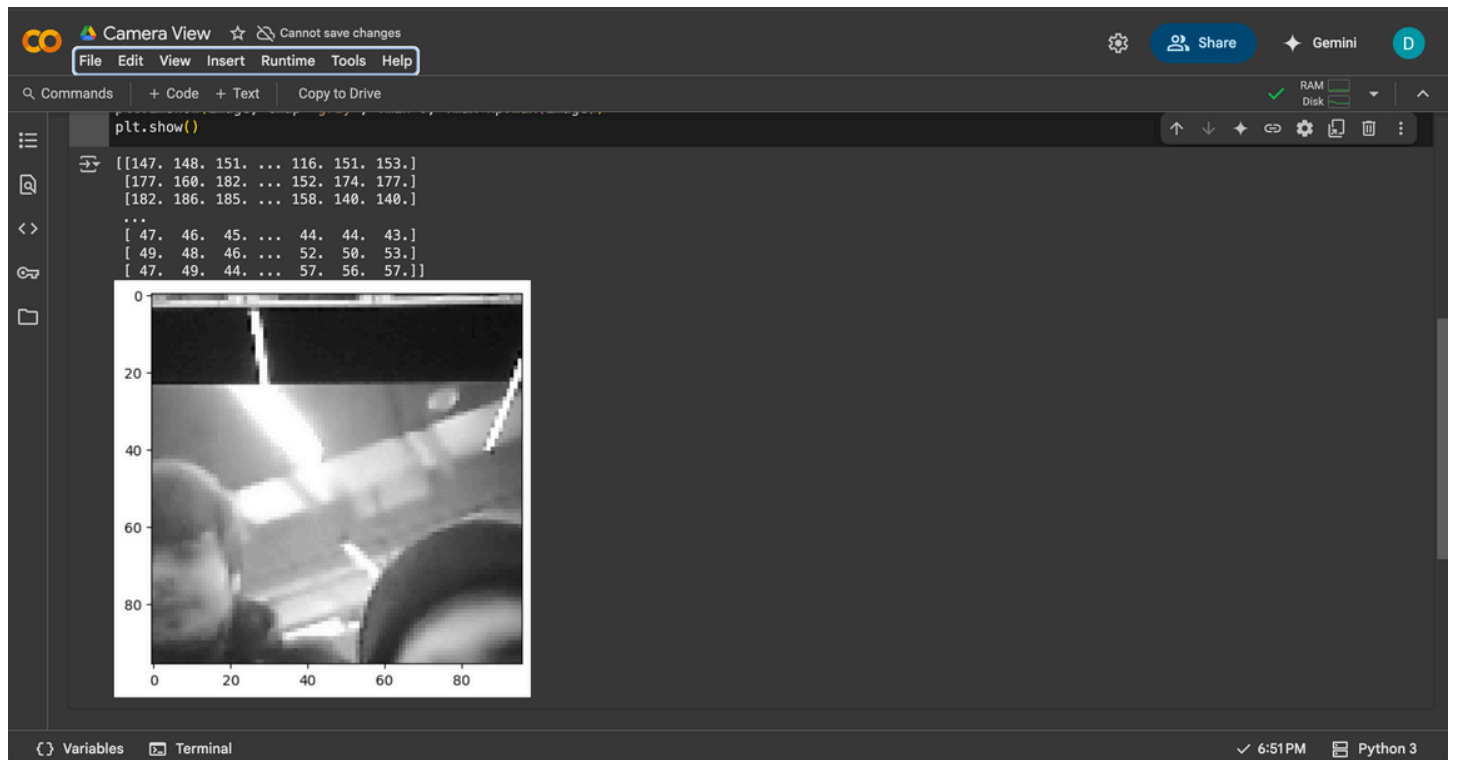 Camera View Cannot save changes
Share Gemini D
File Edit View Insert Runtime Tools Help
Commands + Code + Text Copy to Drive
RAM
Disk
plt.show()
[[147. 148. 151. ... 116. 151. 153.]
[177. 160. 182. ... 152. 174. 177.]
[182. 186. 185. ... 158. 140. 140.]
...
[ 47. 46. 45. ... 44. 44. 43.]
[ 49. 48. 46. ... 52. 50. 53.]
[ 47. 49. 44. ... 57. 56. 57.]]
0
20
40
60
80
0 20 40 60 80
{} Variables Terminal 6:51 PM Python 3